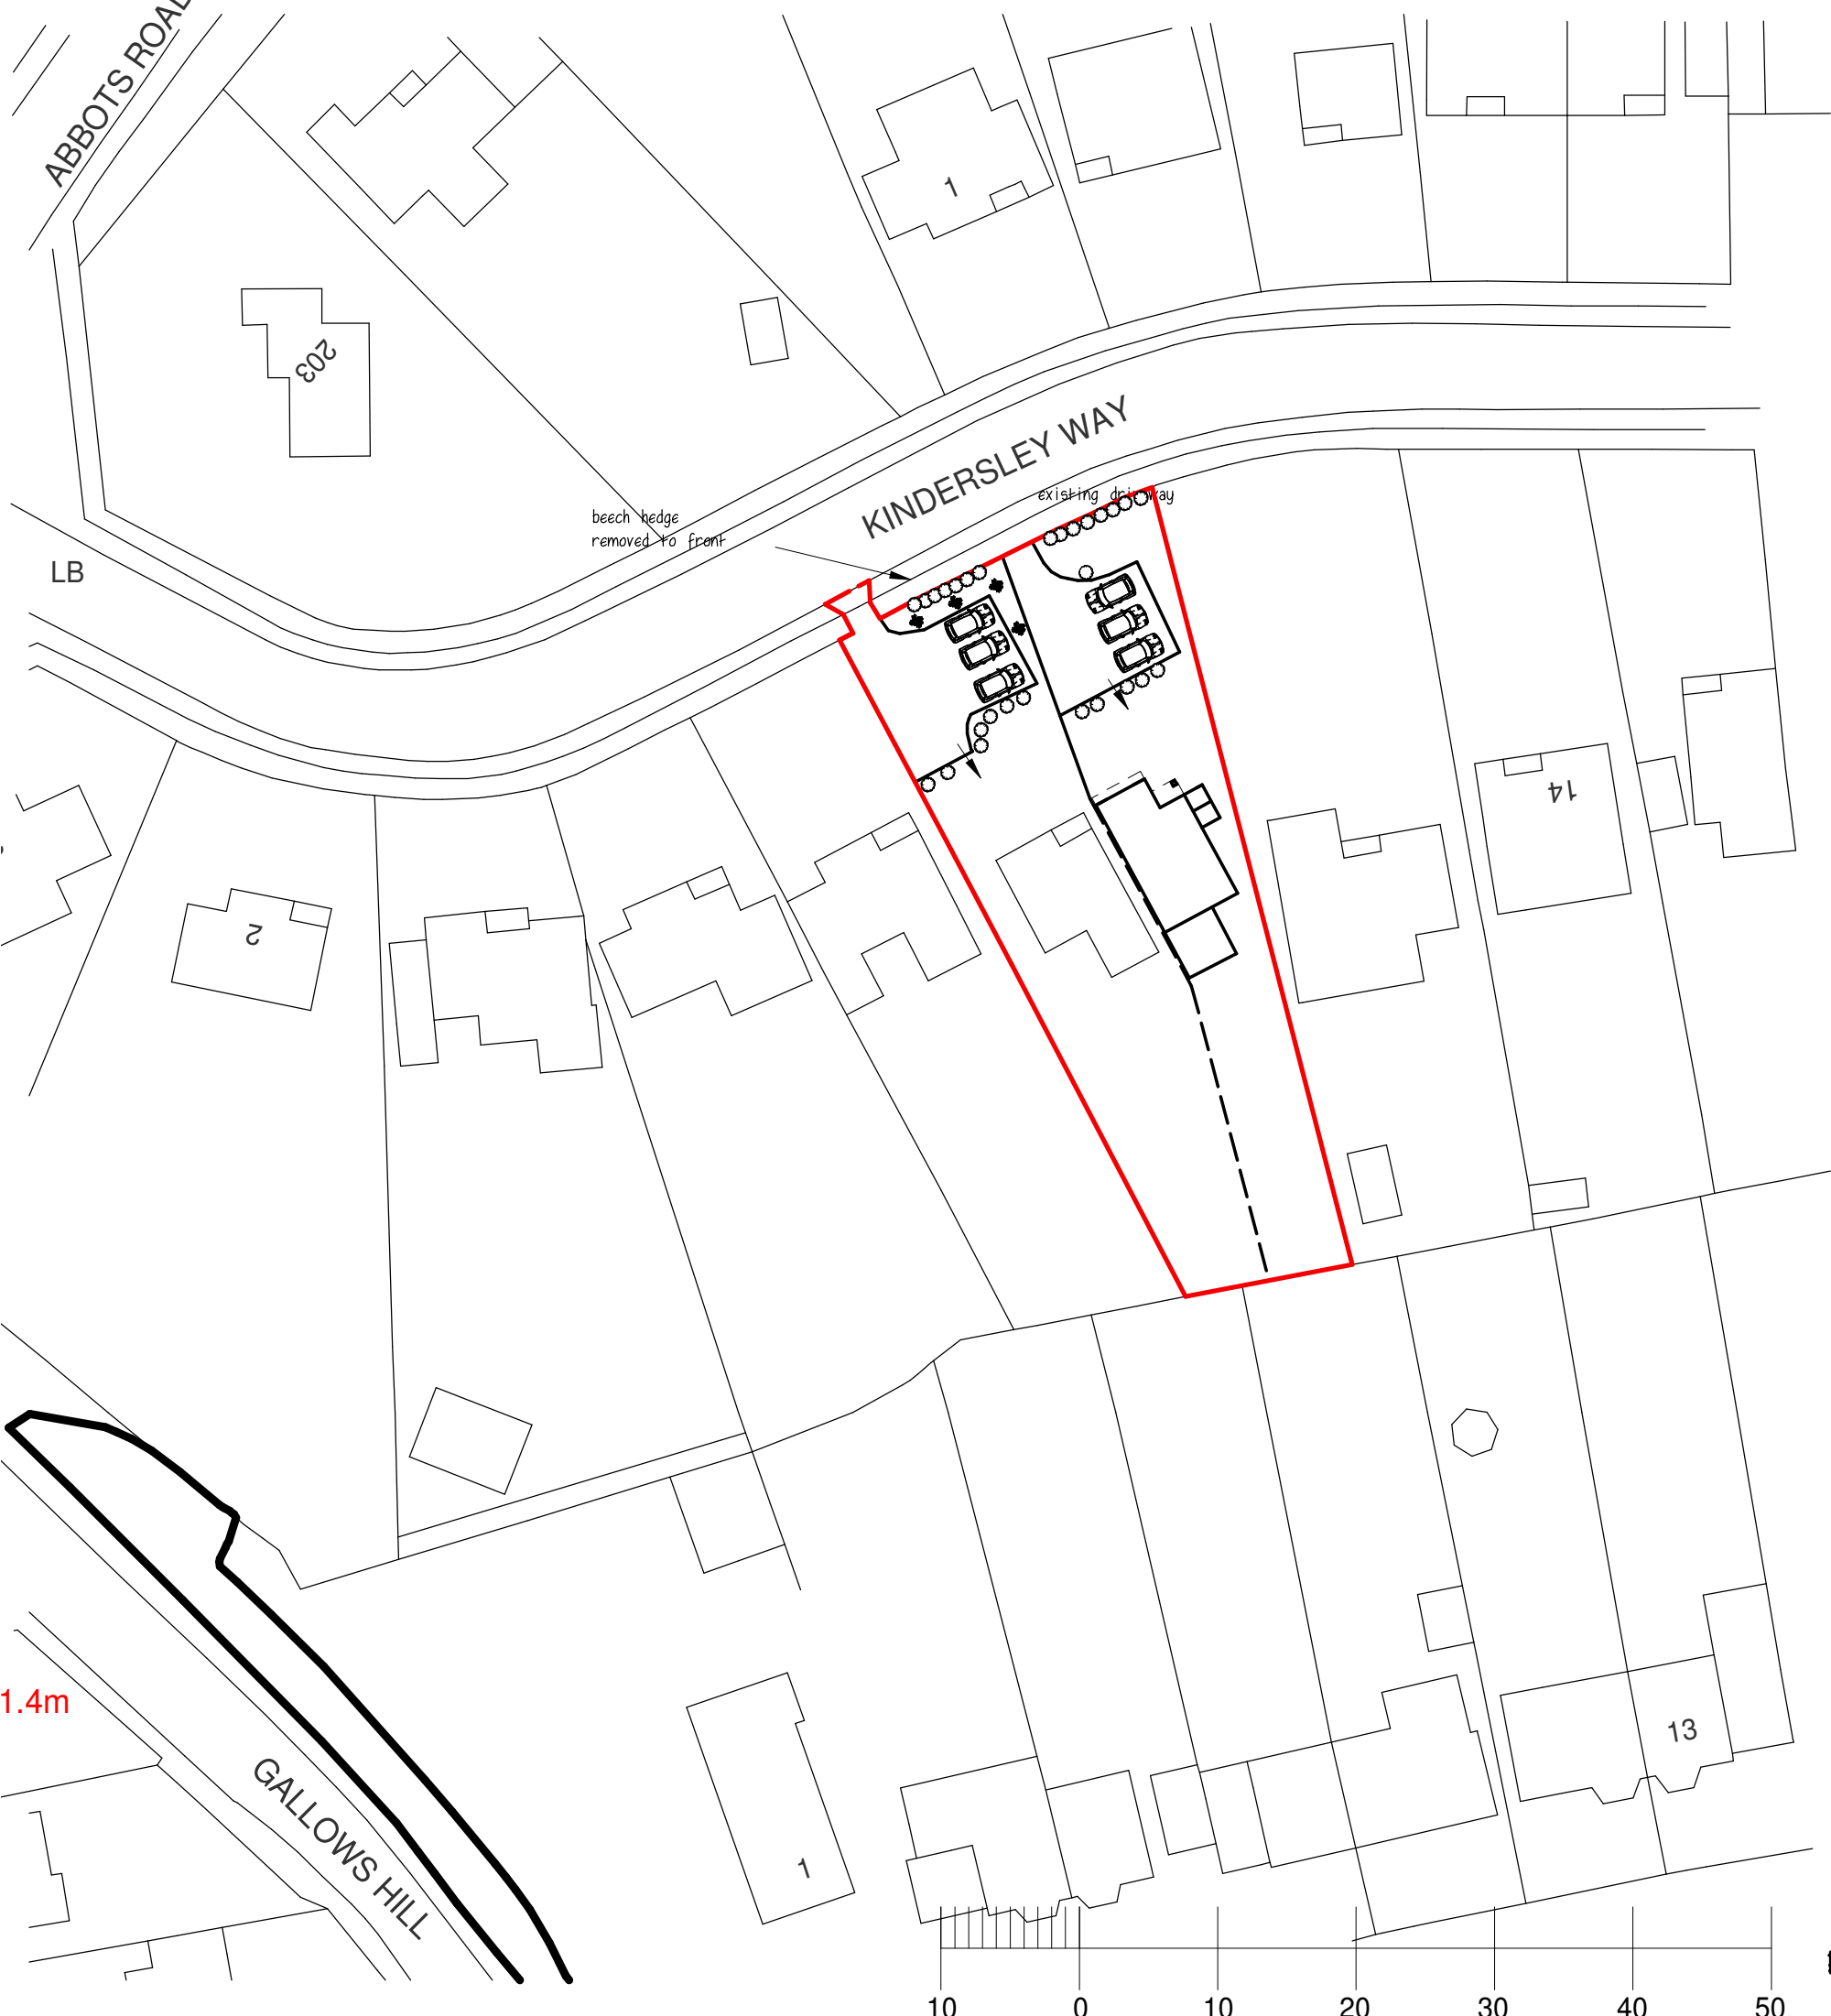 ABBOTS ROAD
1
203
KINDERSLEY WAY
existing driveway
beech hedge
removed to front
LB
14
2
1.4m
GALLOWS HILL
13
1
10 0 10 20 30 40 50